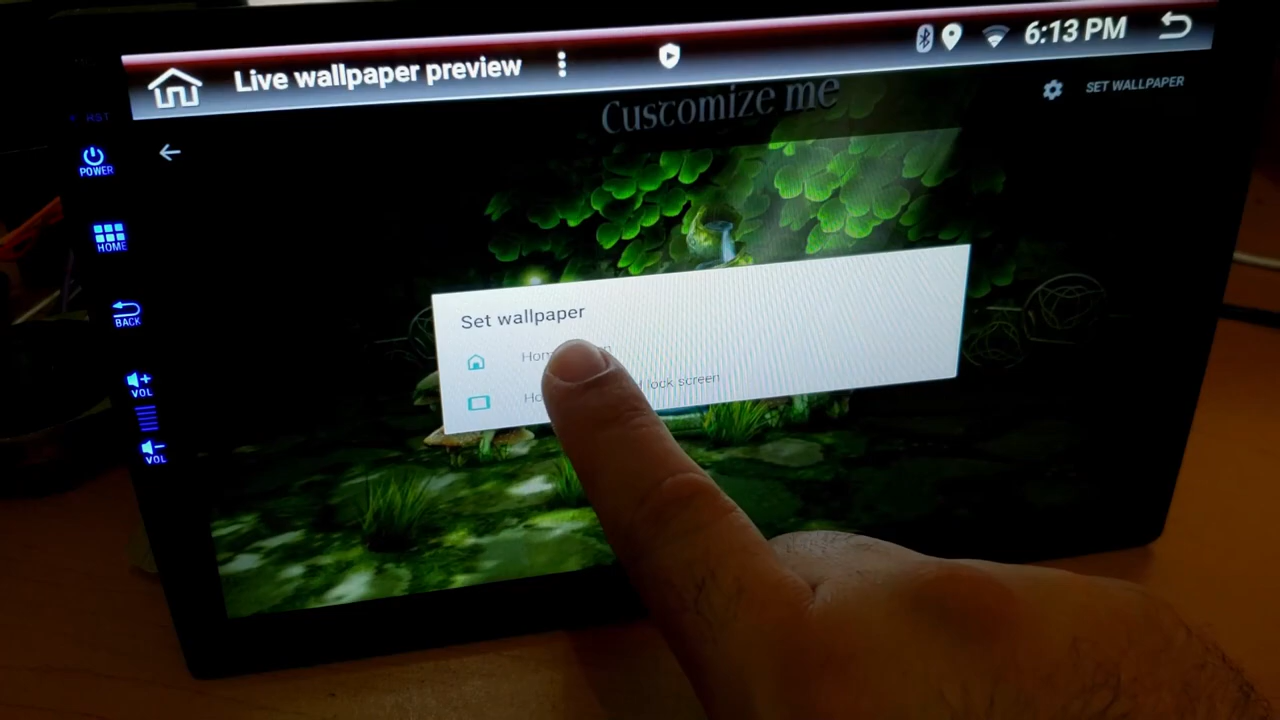 Live wallpaper preview
6:13 PM
Customize me
SET WALLPAPER
RST
POWER
HOME
BACK
VOL
VOL
Set wallpaper
lock screen